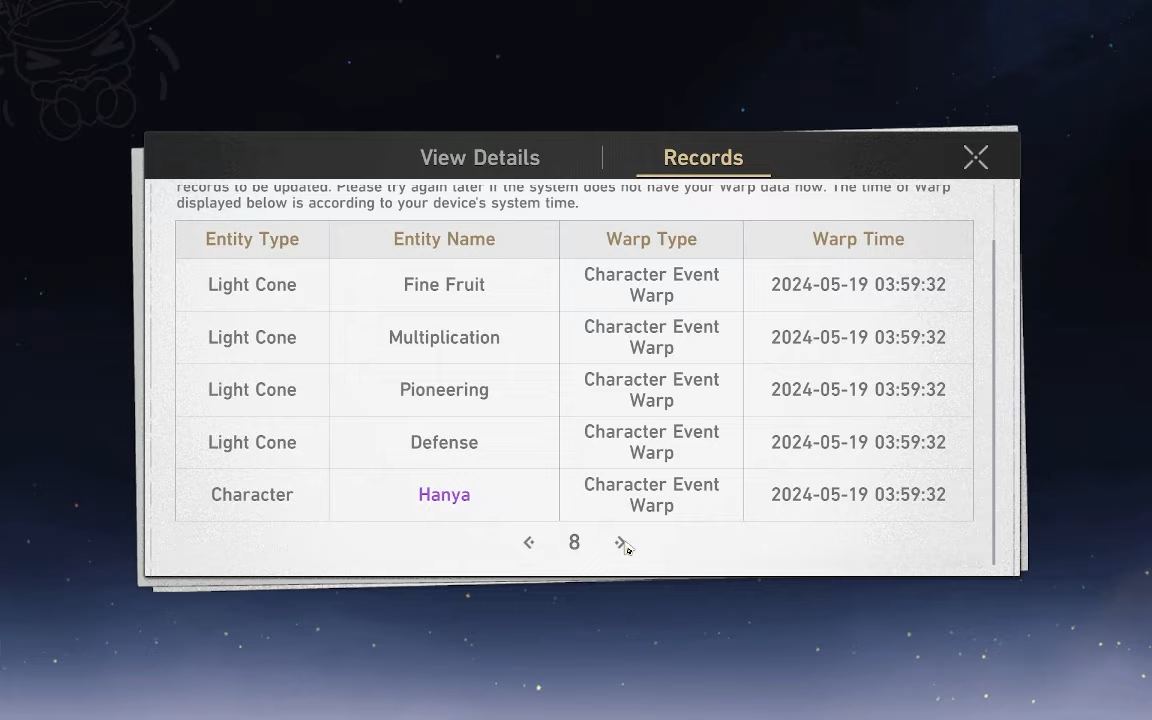 View Details
Records
records to be updated. Please try again later if the system does not have your Warp data now. The time of Warp
displayed below is according to your device's system time.
Entity Type Entity Name Warp Type Warp Time
Light Cone Fine Fruit Character Event Warp 2024-05-19 03:59:32
Light Cone Multiplication Character Event Warp 2024-05-19 03:59:32
Light Cone Pioneering Character Event Warp 2024-05-19 03:59:32
Light Cone Defense Character Event Warp 2024-05-19 03:59:32
Character Hanya Character Event Warp 2024-05-19 03:59:32
8